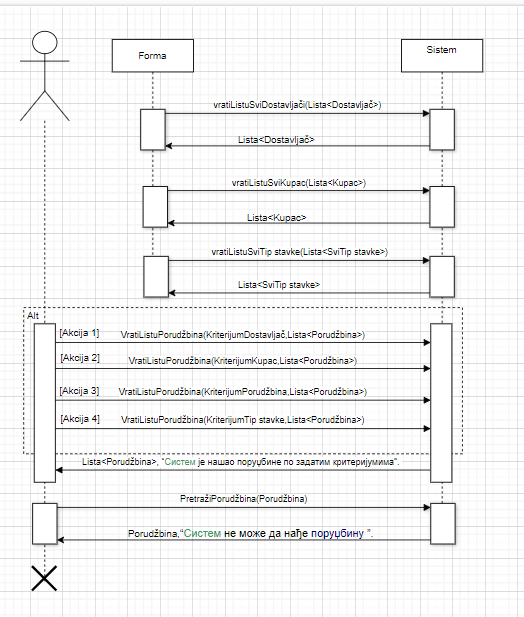 Forma
Sistem
vratiListuSviDostavljači(Lista<Dostavljač>)
Lista<Dostavljač>
vratiListuSviKupac(Lista<Kupac>)
Lista<Kupac>
vratiListuSviTip stavke(Lista<SviTip stavke>)
Lista<SviTip stavke>
Alt
[Akcija 1] VratiListuPorudžbina(KriterijumDostavljač,Lista<Porudžbina>)
[Akcija 2] VratiListuPorudžbina(KriterijumKupac,Lista<Porudžbina>)
[Akcija 3] VratiListuPorudžbina(KriterijumPorudžbina,Lista<Porudžbina>)
[Akcija 4] VratiListuPorudžbina(KriterijumTip stavke,Lista<Porudžbina>)
Lista<Porudžbina>, “Систем је нашао поруџбине по задатим критеријумима”.
PretražiPorudžbina(Porudžbina)
Porudžbina,“Систем не може да нађе поруџбину ”.